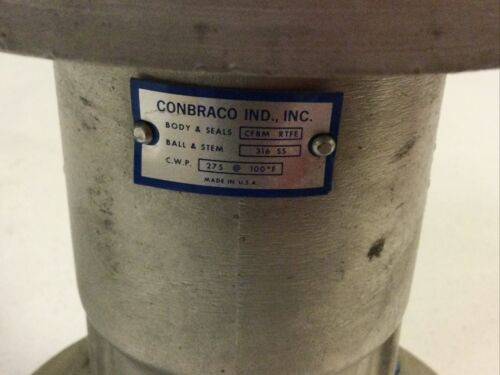 CONBRACO IND., INC.
BODY & SEALS CF8M RTFE
BALL & STEM 316 SS
C.W.P. 275 @ 100°F
MADE IN U.S.A.